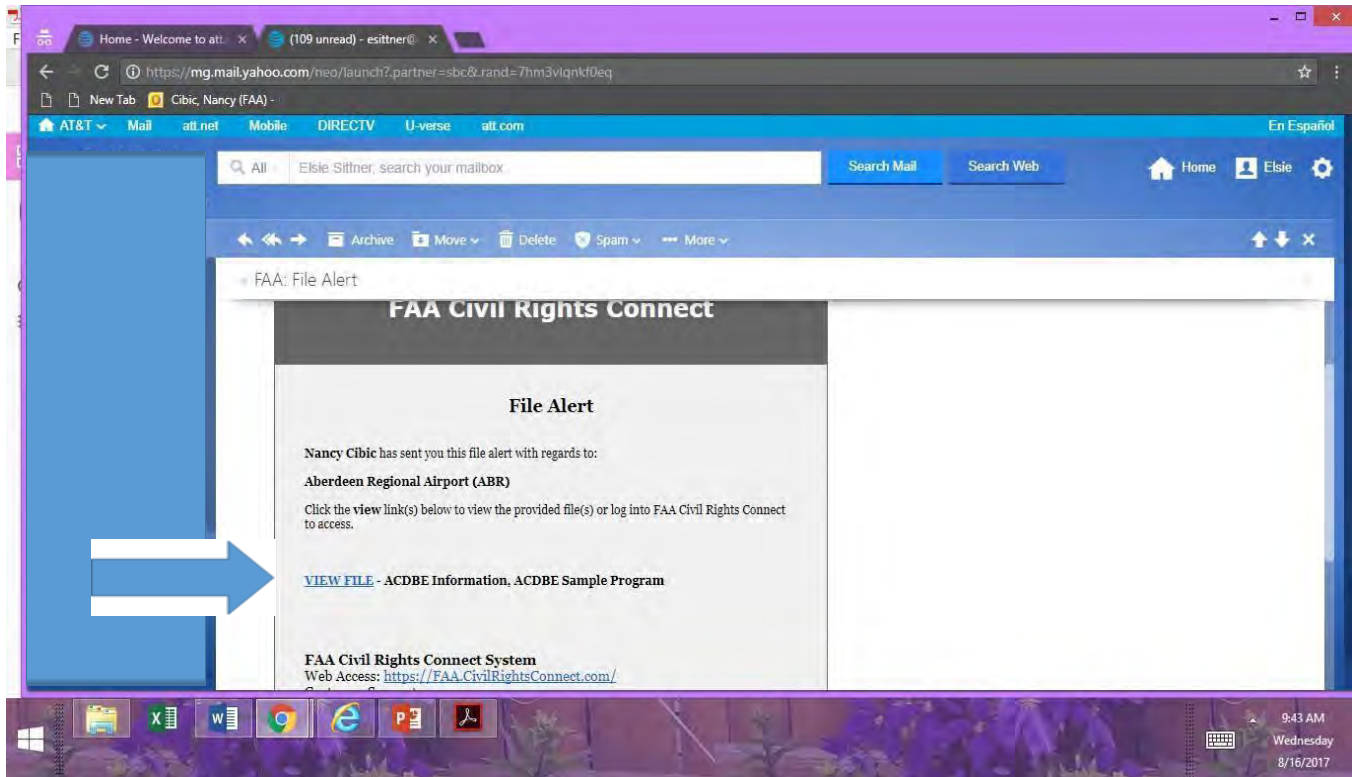 Home - Welcome to att.
(109 unread) - esittner@
https://mg.mail.yahoo.com/neo/launch?.partner=sbc&.rand=7hm3vlqnkf0eq
New Tab Cibic, Nancy (FAA) -
AT&T Mail att.net Mobile DIRECTV U-verse att.com En Español
All Elsie Sittner, search your mailbox Search Mail Search Web Home Elsie
Archive Move Delete Spam More
FAA: File Alert
FAA Civil Rights Connect
File Alert
Nancy Cibic has sent you this file alert with regards to:
Aberdeen Regional Airport (ABR)
Click the view link(s) below to view the provided file(s) or log into FAA Civil Rights Connect
to access.
VIEW FILE - ACDBE Information, ACDBE Sample Program
FAA Civil Rights Connect System
Web Access: https://FAA.CivilRightsConnect.com/
9:43 AM
Wednesday
8/16/2017